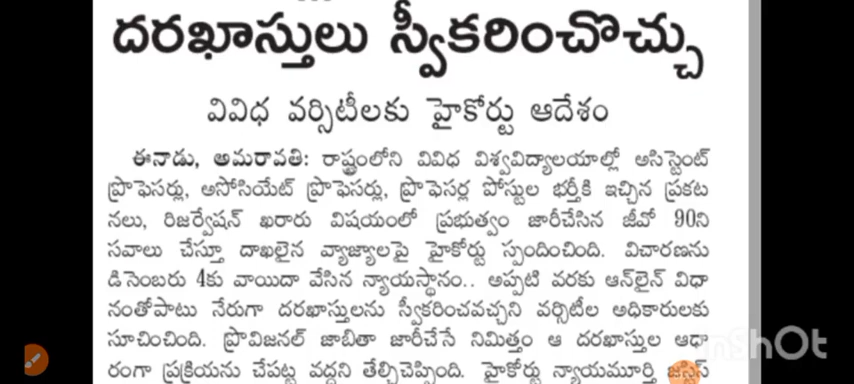 దరఖాస్తులు స్వీకరించొచ్చు
వివిధ వర్సిటీలకు హైకోర్టు ఆదేశం
ఈనాడు, అమరావతి: రాష్ట్రంలోని వివిధ విశ్వవిద్యాలయాల్లో అసిస్టెంట్
ప్రొఫెసర్లు, అసోసియేట్ ప్రొఫెసర్లు, ప్రొఫెసర్ల పోస్టుల భర్తీకి ఇచ్చిన ప్రకట
నలు, రిజర్వేషన్ ఖరారు విషయంలో ప్రభుత్వం జారీచేసిన జీవో 90ని
సవాలు చేస్తూ దాఖలైన వ్యాజ్యాలపై హైకోర్టు స్పందించింది. విచారణను
డిసెంబరు 4కు వాయిదా వేసిన న్యాయస్థానం.. అప్పటి వరకు ఆన్‌లైన్ విధా
నంతోపాటు నేరుగా దరఖాస్తులను స్వీకరించవచ్చని వర్సిటీల అధికారులకు
సూచించింది. ప్రొవిజనల్ జాబితా జారీచేసే నిమిత్తం ఆ దరఖాస్తుల ఆధా
రంగా ప్రక్రియను చేపట్ట వద్దని తేల్చిచెప్పింది. హైకోర్టు న్యాయమూర్తి జస్టిస్
InShOt